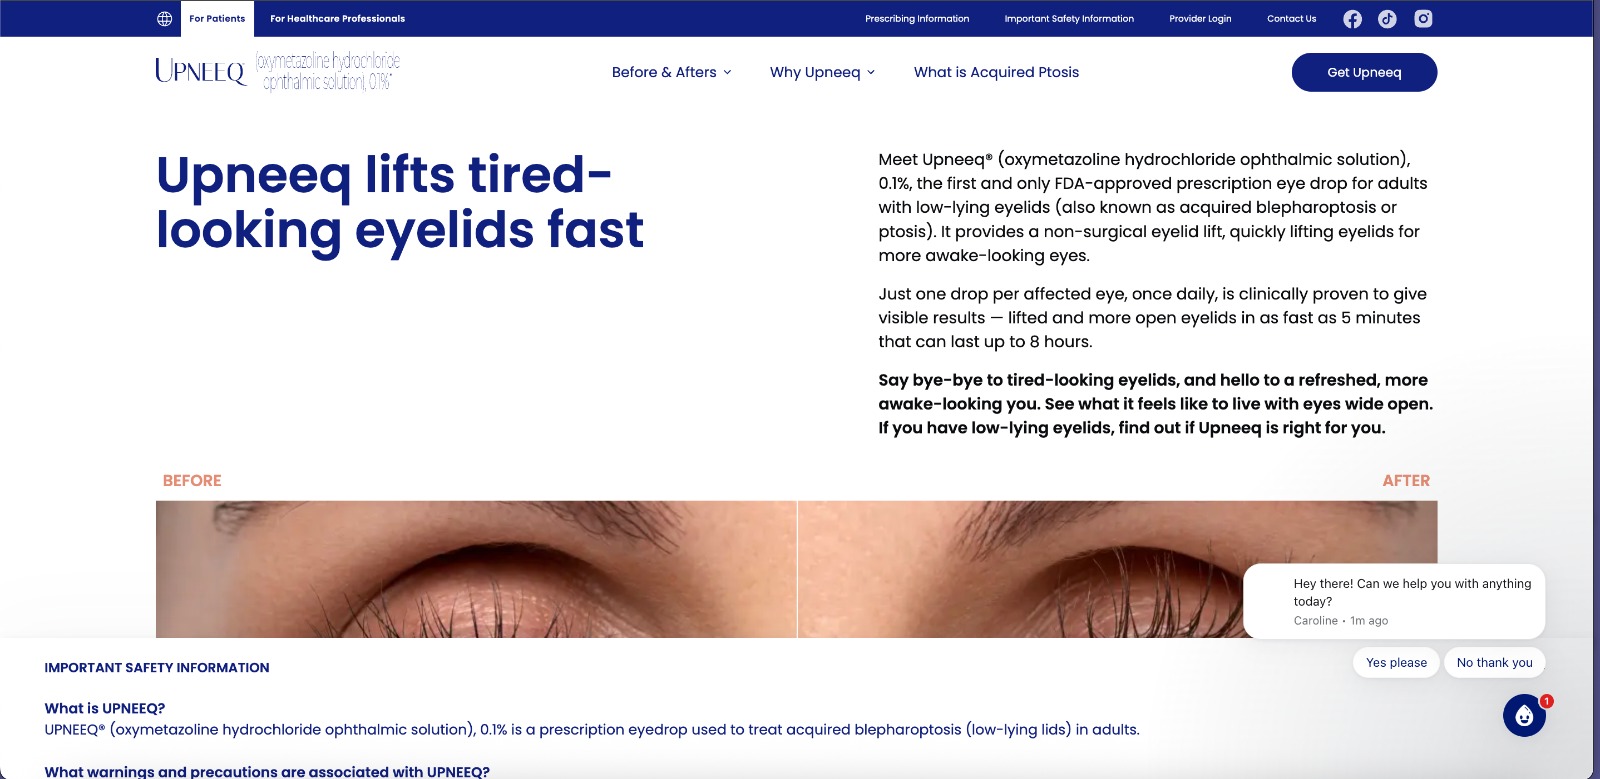 For Patients
For Healthcare Professionals
Prescribing Information
Important Safety Information
Provider Login
Contact Us
UPNEEQ® (oxymetazoline hydrochloride
ophthalmic solution), 0.1%*
Before & Afters
Why Upneeq
What is Acquired Ptosis
Get Upneeq
Upneeq lifts tired-
looking eyelids fast
Meet Upneeq® (oxymetazoline hydrochloride ophthalmic solution),
0.1%, the first and only FDA-approved prescription eye drop for adults
with low-lying eyelids (also known as acquired blepharoptosis or
ptosis). It provides a non-surgical eyelid lift, quickly lifting eyelids for
more awake-looking eyes.
Just one drop per affected eye, once daily, is clinically proven to give
visible results — lifted and more open eyelids in as fast as 5 minutes
that can last up to 8 hours.
Say bye-bye to tired-looking eyelids, and hello to a refreshed, more
awake-looking you. See what it feels like to live with eyes wide open.
If you have low-lying eyelids, find out if Upneeq is right for you.
BEFORE
AFTER
Hey there! Can we help you with anything
today?
Caroline • 1m ago
Yes please
No thank you
1
IMPORTANT SAFETY INFORMATION
What is UPNEEQ?
UPNEEQ® (oxymetazoline hydrochloride ophthalmic solution), 0.1% is a prescription eyedrop used to treat acquired blepharoptosis (low-lying lids) in adults.
What warnings and precautions are associated with UPNEEQ?